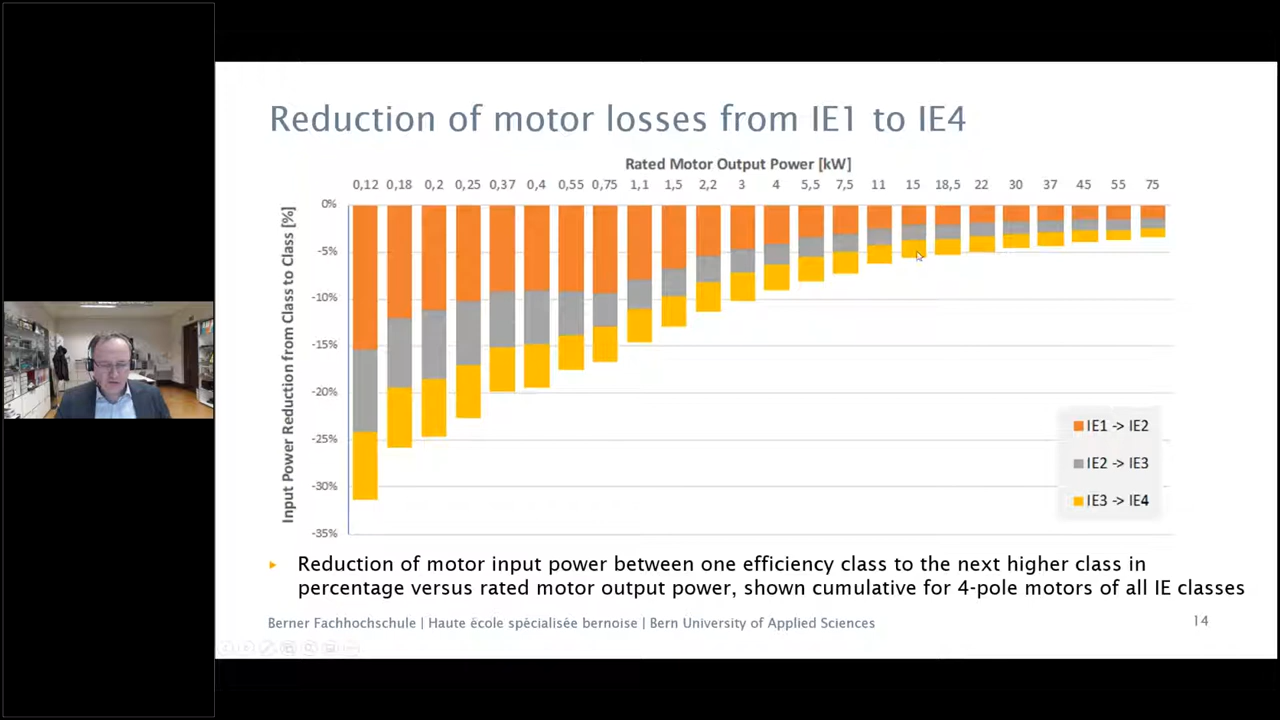 Reduction of motor losses from IE1 to IE4
Rated Motor Output Power [kW]
0,12 0,18 0,2 0,25 0,37 0,4 0,55 0,75 1,1 1,5 2,2 3 4 5,5 7,5 11 15 18,5 22 30 37 45 55 75
Input Power Reduction from Class to Class [%]
0%
-5%
-10%
-15%
-20%
-25%
-30%
-35%
IE1 -> IE2
IE2 -> IE3
IE3 -> IE4
Reduction of motor input power between one efficiency class to the next higher class in
percentage versus rated motor output power, shown cumulative for 4-pole motors of all IE classes
Berner Fachhochschule | Haute école spécialisée bernoise | Bern University of Applied Sciences
14